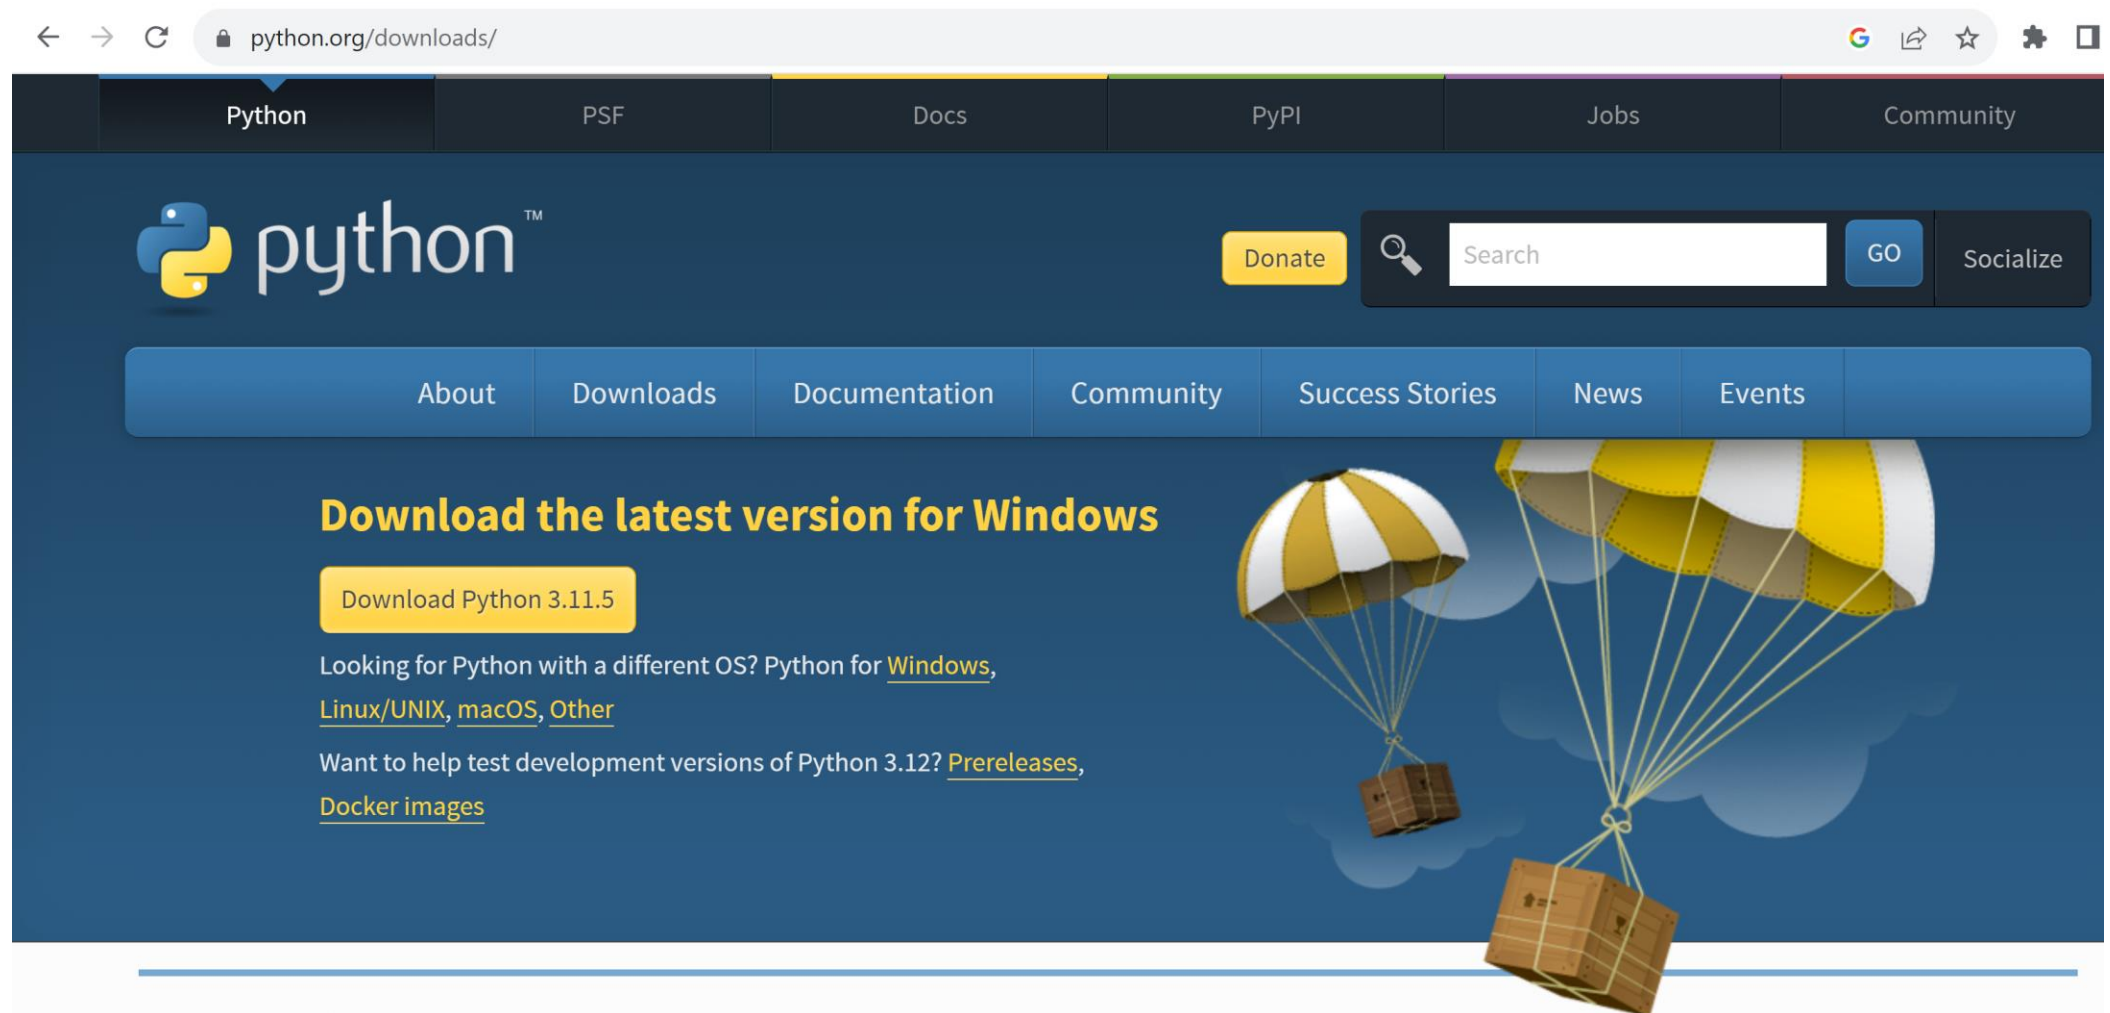 python.org/downloads/
Python PSF Docs PyPI Jobs Community
python™
Donate Search GO Socialize
About Downloads Documentation Community Success Stories News Events
Download the latest version for Windows
Download Python 3.11.5
Looking for Python with a different OS? Python for Windows,
Linux/UNIX, macOS, Other
Want to help test development versions of Python 3.12? Prereleases,
Docker images